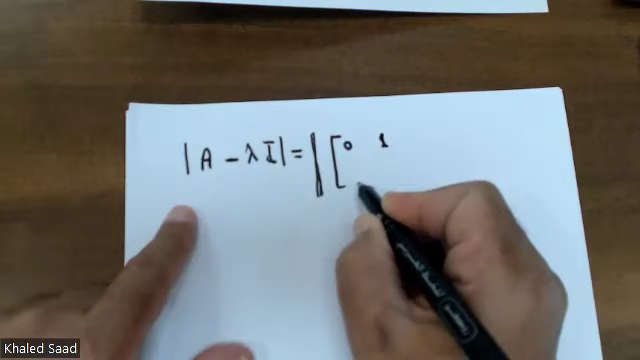 |A - λI| = |[0 1
Khaled Saad